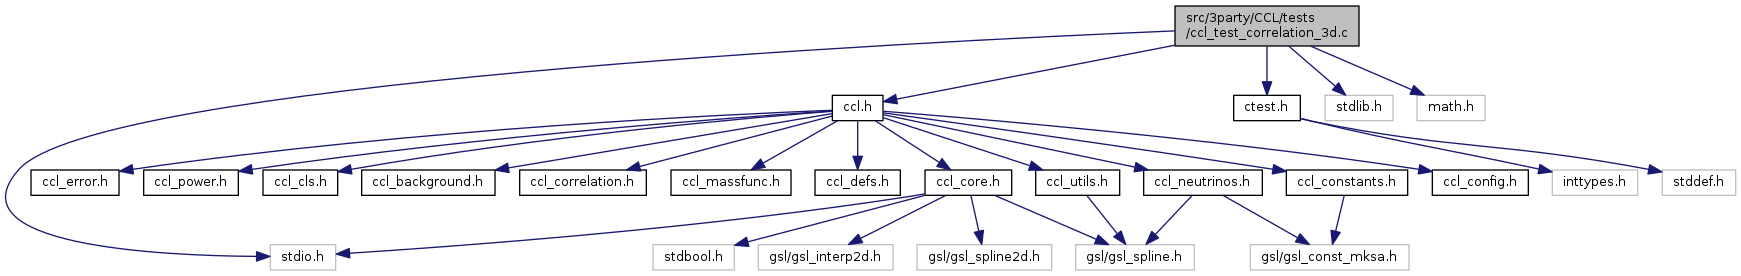 src/3party/CCL/tests
/ccl_test_correlation_3d.c
ccl.h
ctest.h
stdlib.h
math.h
ccl_error.h
ccl_power.h
ccl_cls.h
ccl_background.h
ccl_correlation.h
ccl_massfunc.h
ccl_defs.h
ccl_core.h
ccl_utils.h
ccl_neutrinos.h
ccl_constants.h
ccl_config.h
inttypes.h
stddef.h
stdio.h
stdbool.h
gsl/gsl_interp2d.h
gsl/gsl_spline2d.h
gsl/gsl_spline.h
gsl/gsl_const_mksa.h